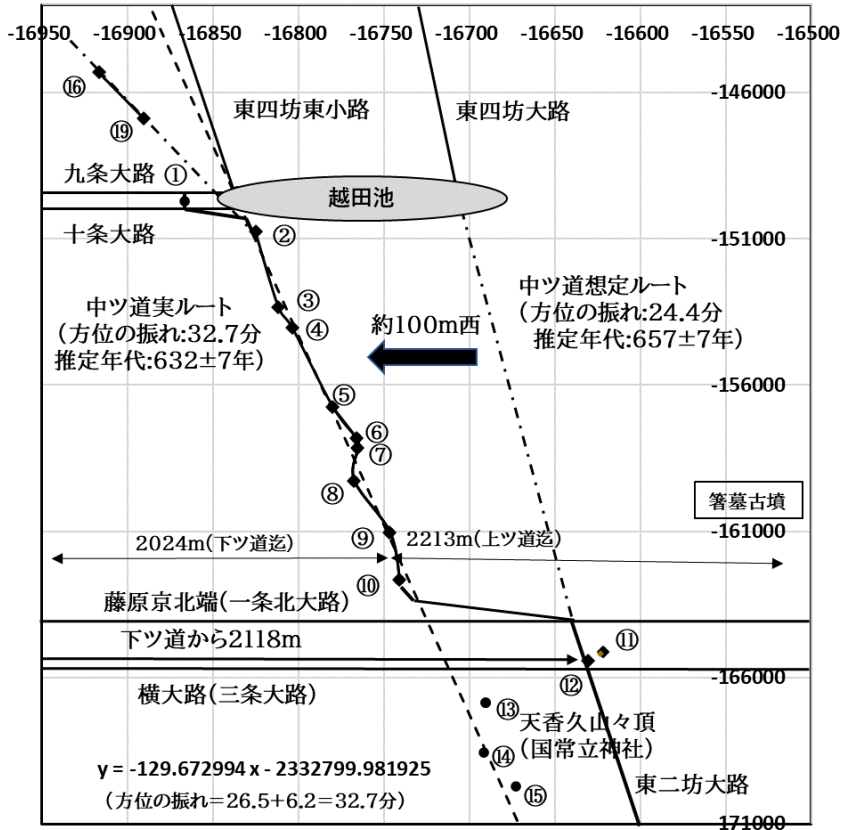 -16950 -16900 -16850 -16800 -16750 -16700 -16650 -16600 -16550 -16500
-146000
⑯
東四坊東小路
東四坊大路
⑲
九条大路 ①
越田池
十条大路
②
-151000
中ツ道実ルート
(方位の振れ:32.7分
推定年代:632±7年)
③
④
約100m西
中ツ道想定ルート
(方位の振れ:24.4分
推定年代:657±7年)
-156000
⑤
⑥
⑦
⑧
箸墓古墳
-161000
⑨
2024m(下ツ道迄)
2213m(上ツ道迄)
⑩
藤原京北端(一条北大路)
下ツ道から2118m
⑪
⑫
-166000
横大路(三条大路)
⑬
天香久山々頂
(国常立神社)
⑭
y = -129.672994 x - 2332799.981925
(方位の振れ=26.5+6.2=32.7分)
⑮
東二坊大路
-171000